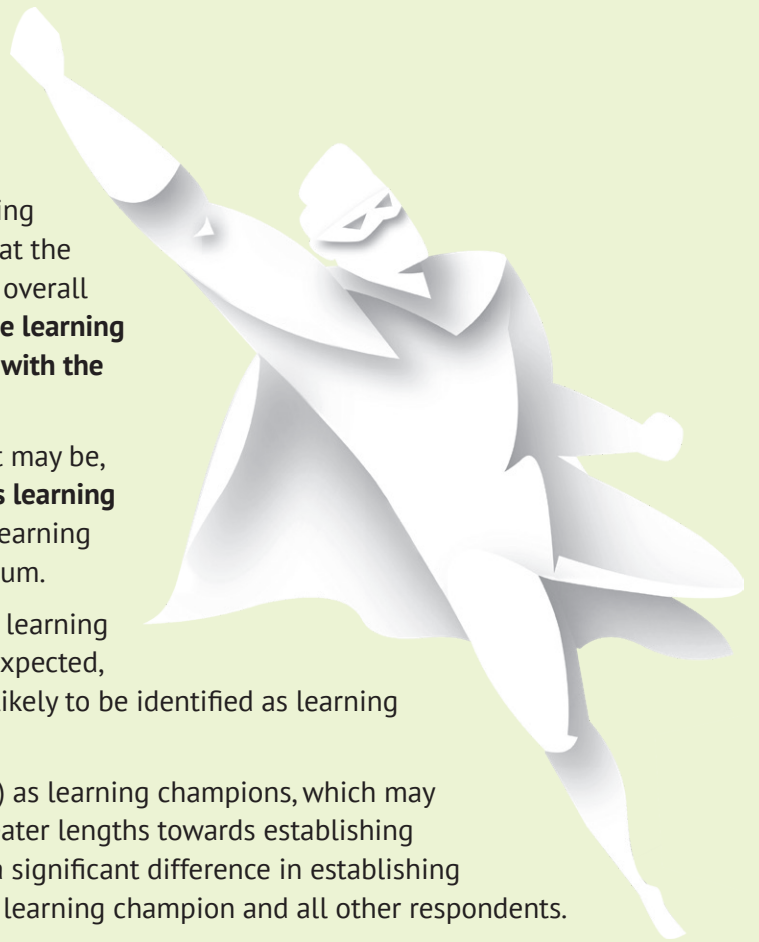 ing
at the
overall
e learning
with the
t may be,
s learning
earning
um.
learning
xpected,
ikely to be identified as learning
) as learning champions, which may
ater lengths towards establishing
a significant difference in establishing
learning champion and all other respondents.